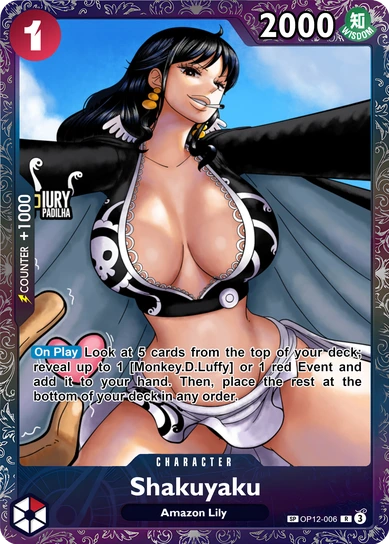 1
2000
知
WISDOM
COUNTER +1000
IURY
PADILHA
On Play Look at 5 cards from the top of your deck;
reveal up to 1 [Monkey.D.Luffy] or 1 red Event and
add it to your hand. Then, place the rest at the
bottom of your deck in any order.
CHARACTER
Shakuyaku
Amazon Lily
SP OP12-006 R 3